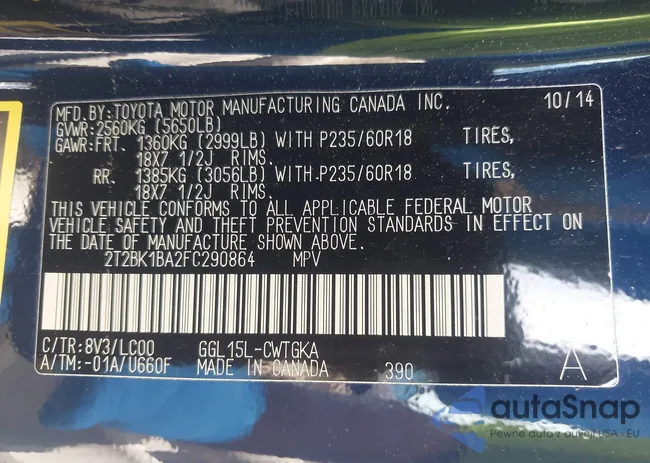 MFD.BY:TOYOTA MOTOR MANUFACTURING CANADA INC. 10/14
GVWR:2560KG (5650LB)
GAWR:FRT. 1360KG (2999LB) WITH P235/60R18 TIRES,
18X7 1/2J RIMS.
RR. 1385KG (3056LB) WITH P235/60R18 TIRES,
18X7 1/2J RIMS.
THIS VEHICLE CONFORMS TO ALL APPLICABLE FEDERAL MOTOR
VEHICLE SAFETY AND THEFT PREVENTION STANDARDS IN EFFECT ON
THE DATE OF MANUFACTURE SHOWN ABOVE.
2T2BK1BA2FC290864 MPV
C/TR:8V3/LC00 GGL15L-CWTGKA
A/TM:-01A/U660F MADE IN CANADA 390 A
autaSnap
Pewne auta z aukcji USA i EU